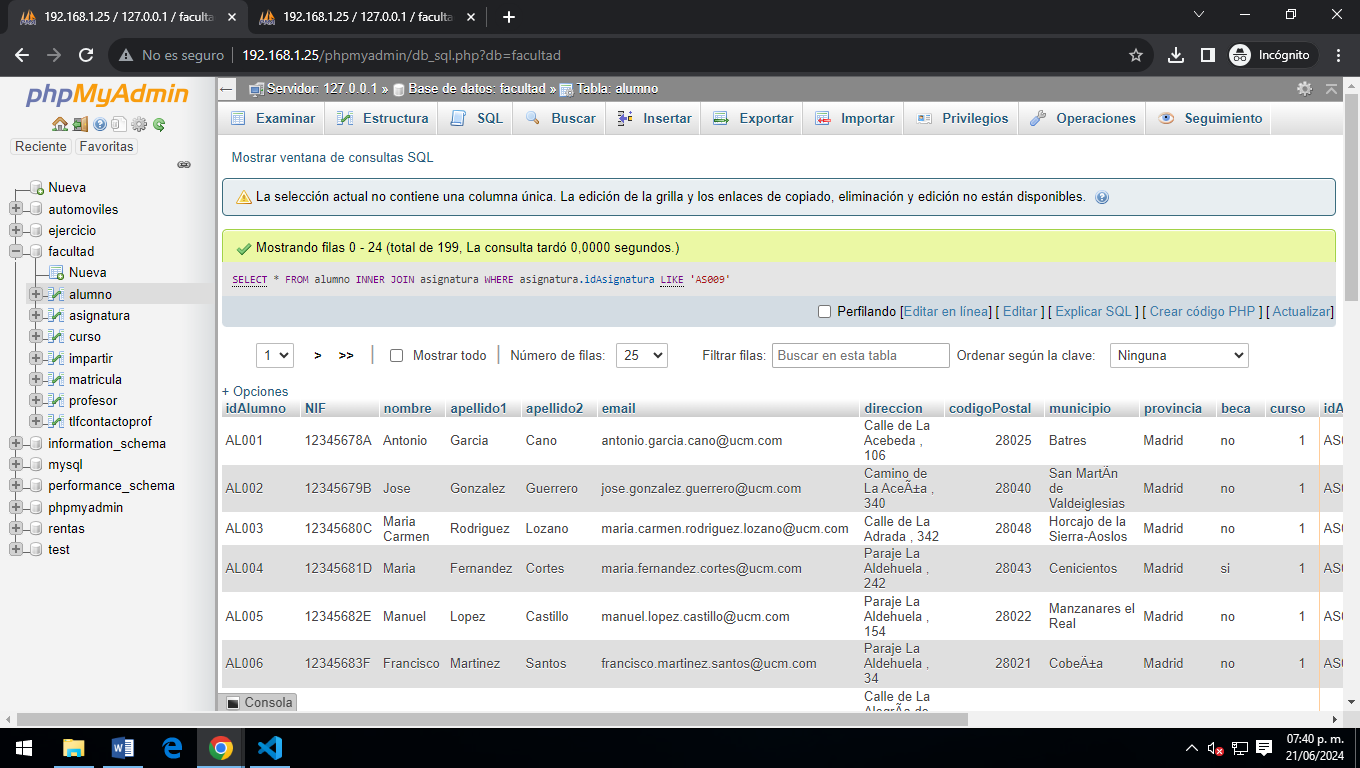 192.168.1.25 / 127.0.0.1 / faculta
192.168.1.25 / 127.0.0.1 / faculta
No es seguro
192.168.1.25/phpmyadmin/db_sql.php?db=facultad
Incógnito
phpMyAdmin
Reciente
Favoritas
Nueva
automoviles
ejercicio
facultad
Nueva
alumno
asignatura
curso
impartir
matricula
profesor
tlfcontactoprof
information_schema
mysql
performance_schema
phpmyadmin
rentas
test
Servidor: 127.0.0.1 » Base de datos: facultad » Tabla: alumno
Examinar Estructura SQL Buscar Insertar Exportar Importar Privilegios Operaciones Seguimiento
Mostrar ventana de consultas SQL
La selección actual no contiene una columna única. La edición de la grilla y los enlaces de copiado, eliminación y edición no están disponibles.
Mostrando filas 0 - 24 (total de 199, La consulta tardó 0,0000 segundos.)
SELECT * FROM alumno INNER JOIN asignatura WHERE asignatura.idAsignatura LIKE 'AS009'
Perfilando [Editar en línea] [ Editar ] [ Explicar SQL ] [ Crear código PHP ] [ Actualizar]
1 > >> | Mostrar todo | Número de filas: 25 Filtrar filas: Buscar en esta tabla Ordenar según la clave: Ninguna
+ Opciones
idAlumno NIF nombre apellido1 apellido2 email direccion codigoPostal municipio provincia beca curso
AL001 12345678A Antonio Garcia Cano antonio.garcia.cano@ucm.com Calle de La Acebeda , 106 28025 Batres Madrid no 1
AL002 12345679B Jose Gonzalez Guerrero jose.gonzalez.guerrero@ucm.com Camino de La AceÃ±a , 340 28040 San MartÃn de Valdeiglesias Madrid no 1
AL003 12345680C Maria Carmen Rodriguez Lozano maria.carmen.rodriguez.lozano@ucm.com Calle de La Adrada , 342 28048 Horcajo de la Sierra-Aoslos Madrid no 1
AL004 12345681D Maria Fernandez Cortes maria.fernandez.cortes@ucm.com Paraje La Aldehuela , 242 28043 Cenicientos Madrid si 1
AL005 12345682E Manuel Lopez Castillo manuel.lopez.castillo@ucm.com Paraje La Aldehuela , 154 28022 Manzanares el Real Madrid no 1
AL006 12345683F Francisco Martinez Santos francisco.martinez.santos@ucm.com Paraje La Aldehuela , 34 28021 CobeÃ±a Madrid no 1
Calle de La
Consola
07:40 p. m.
21/06/2024